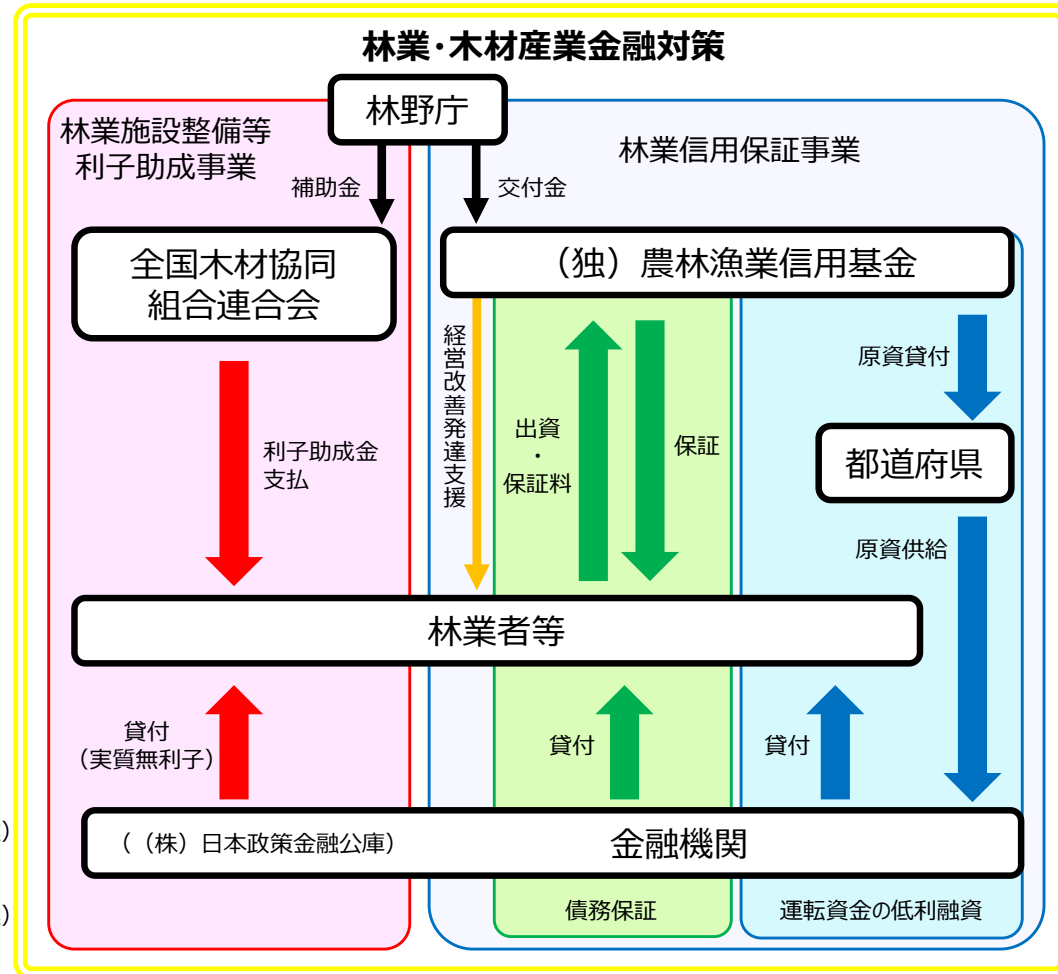 林業・木材産業金融対策
林野庁
林業施設整備等
利子助成事業
林業信用保証事業
補助金
交付金
全国木材協同
組合連合会
（独）農林漁業信用基金
経営改善発達支援
原資貸付
出資
・
保証料
保証
利子助成金
支払
都道府県
原資供給
林業者等
貸付
（実質無利子）
貸付
貸付
（（株）日本政策金融公庫）
金融機関
）
）
債務保証
運転資金の低利融資